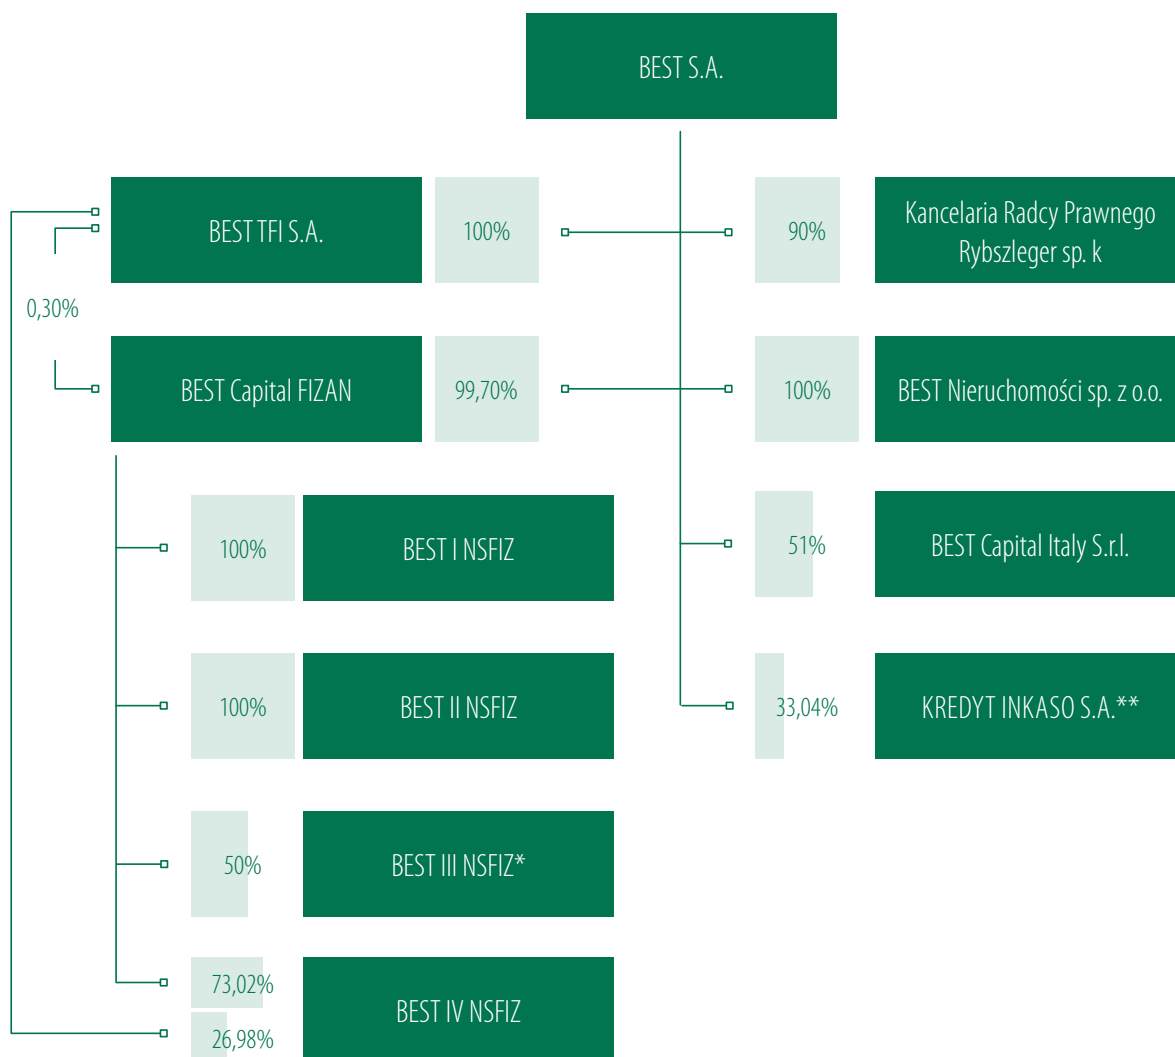 BEST S.A.
BEST TFI S.A.
100%
90%
Kancelaria Radcy Prawnego
Rybszleger sp. k
0,30%
BEST Capital FIZAN
99,70%
100%
BEST Nieruchomości sp. z o.o.
100%
BEST I NSFIZ
51%
BEST Capital Italy S.r.l.
100%
BEST II NSFIZ
33,04%
KREDYT INKASO S.A.**
50%
BEST III NSFIZ*
73,02%
BEST IV NSFIZ
26,98%